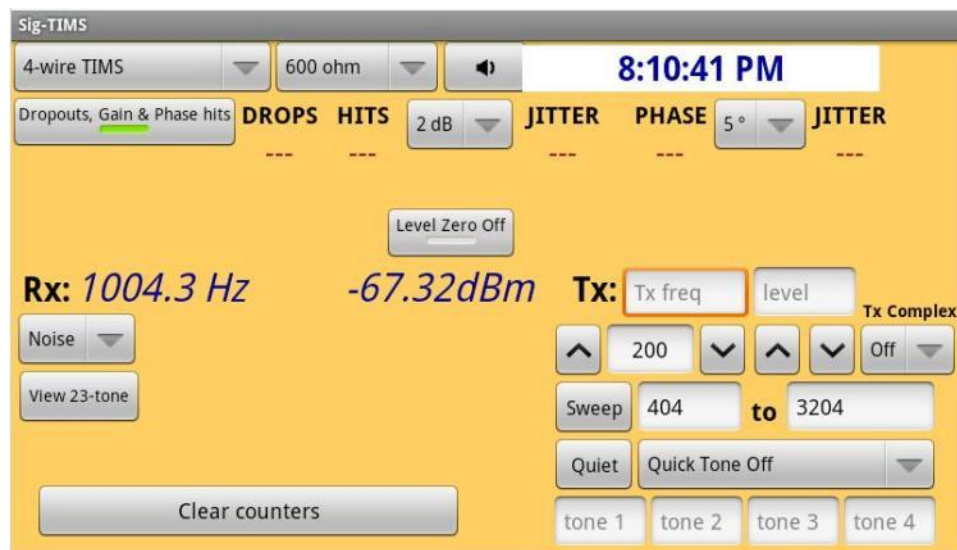 Sig-TIMS
4-wire TIMS 600 ohm 8:10:41 PM
Dropouts, Gain & Phase hits DROPS HITS 2 dB JITTER PHASE 5° JITTER
--- --- --- --- ---
Level Zero Off
Rx: 1004.3 Hz -67.32dBm Tx: Tx freq level
Tx Complex
Noise 200 Off
View 23-tone
Sweep 404 to 3204
Quiet Quick Tone Off
Clear counters
tone 1 tone 2 tone 3 tone 4